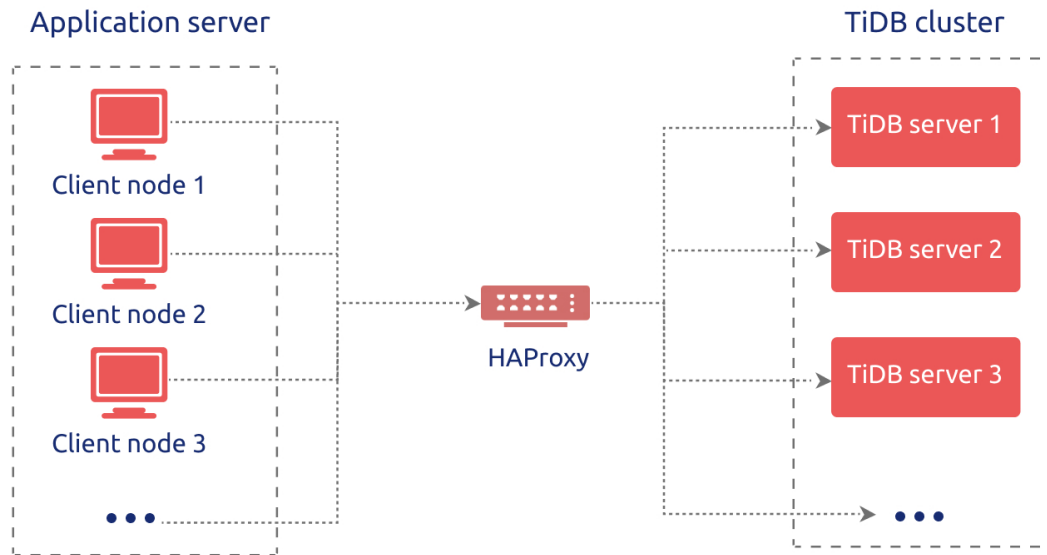 Application server
TiDB cluster
Client node 1
Client node 2
Client node 3
HAProxy
TiDB server 1
TiDB server 2
TiDB server 3